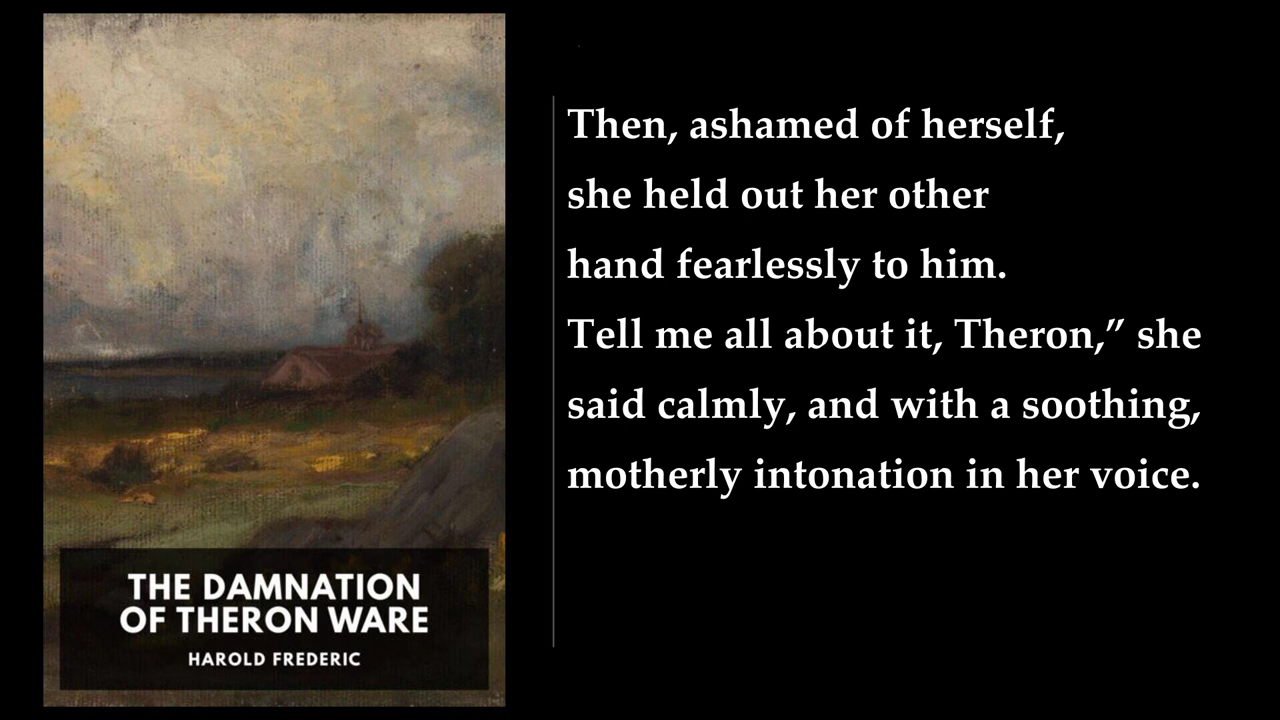 Then, ashamed of herself,
she held out her other
hand fearlessly to him.
Tell me all about it, Theron,” she
said calmly, and with a soothing,
motherly intonation in her voice.
THE DAMNATION
OF THERON WARE
HAROLD FREDERIC